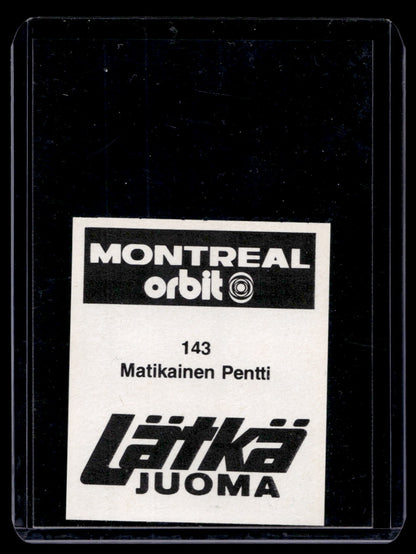 MONTREAL
orbit
143
Matikainen Pentti
Lätkä
JUOMA